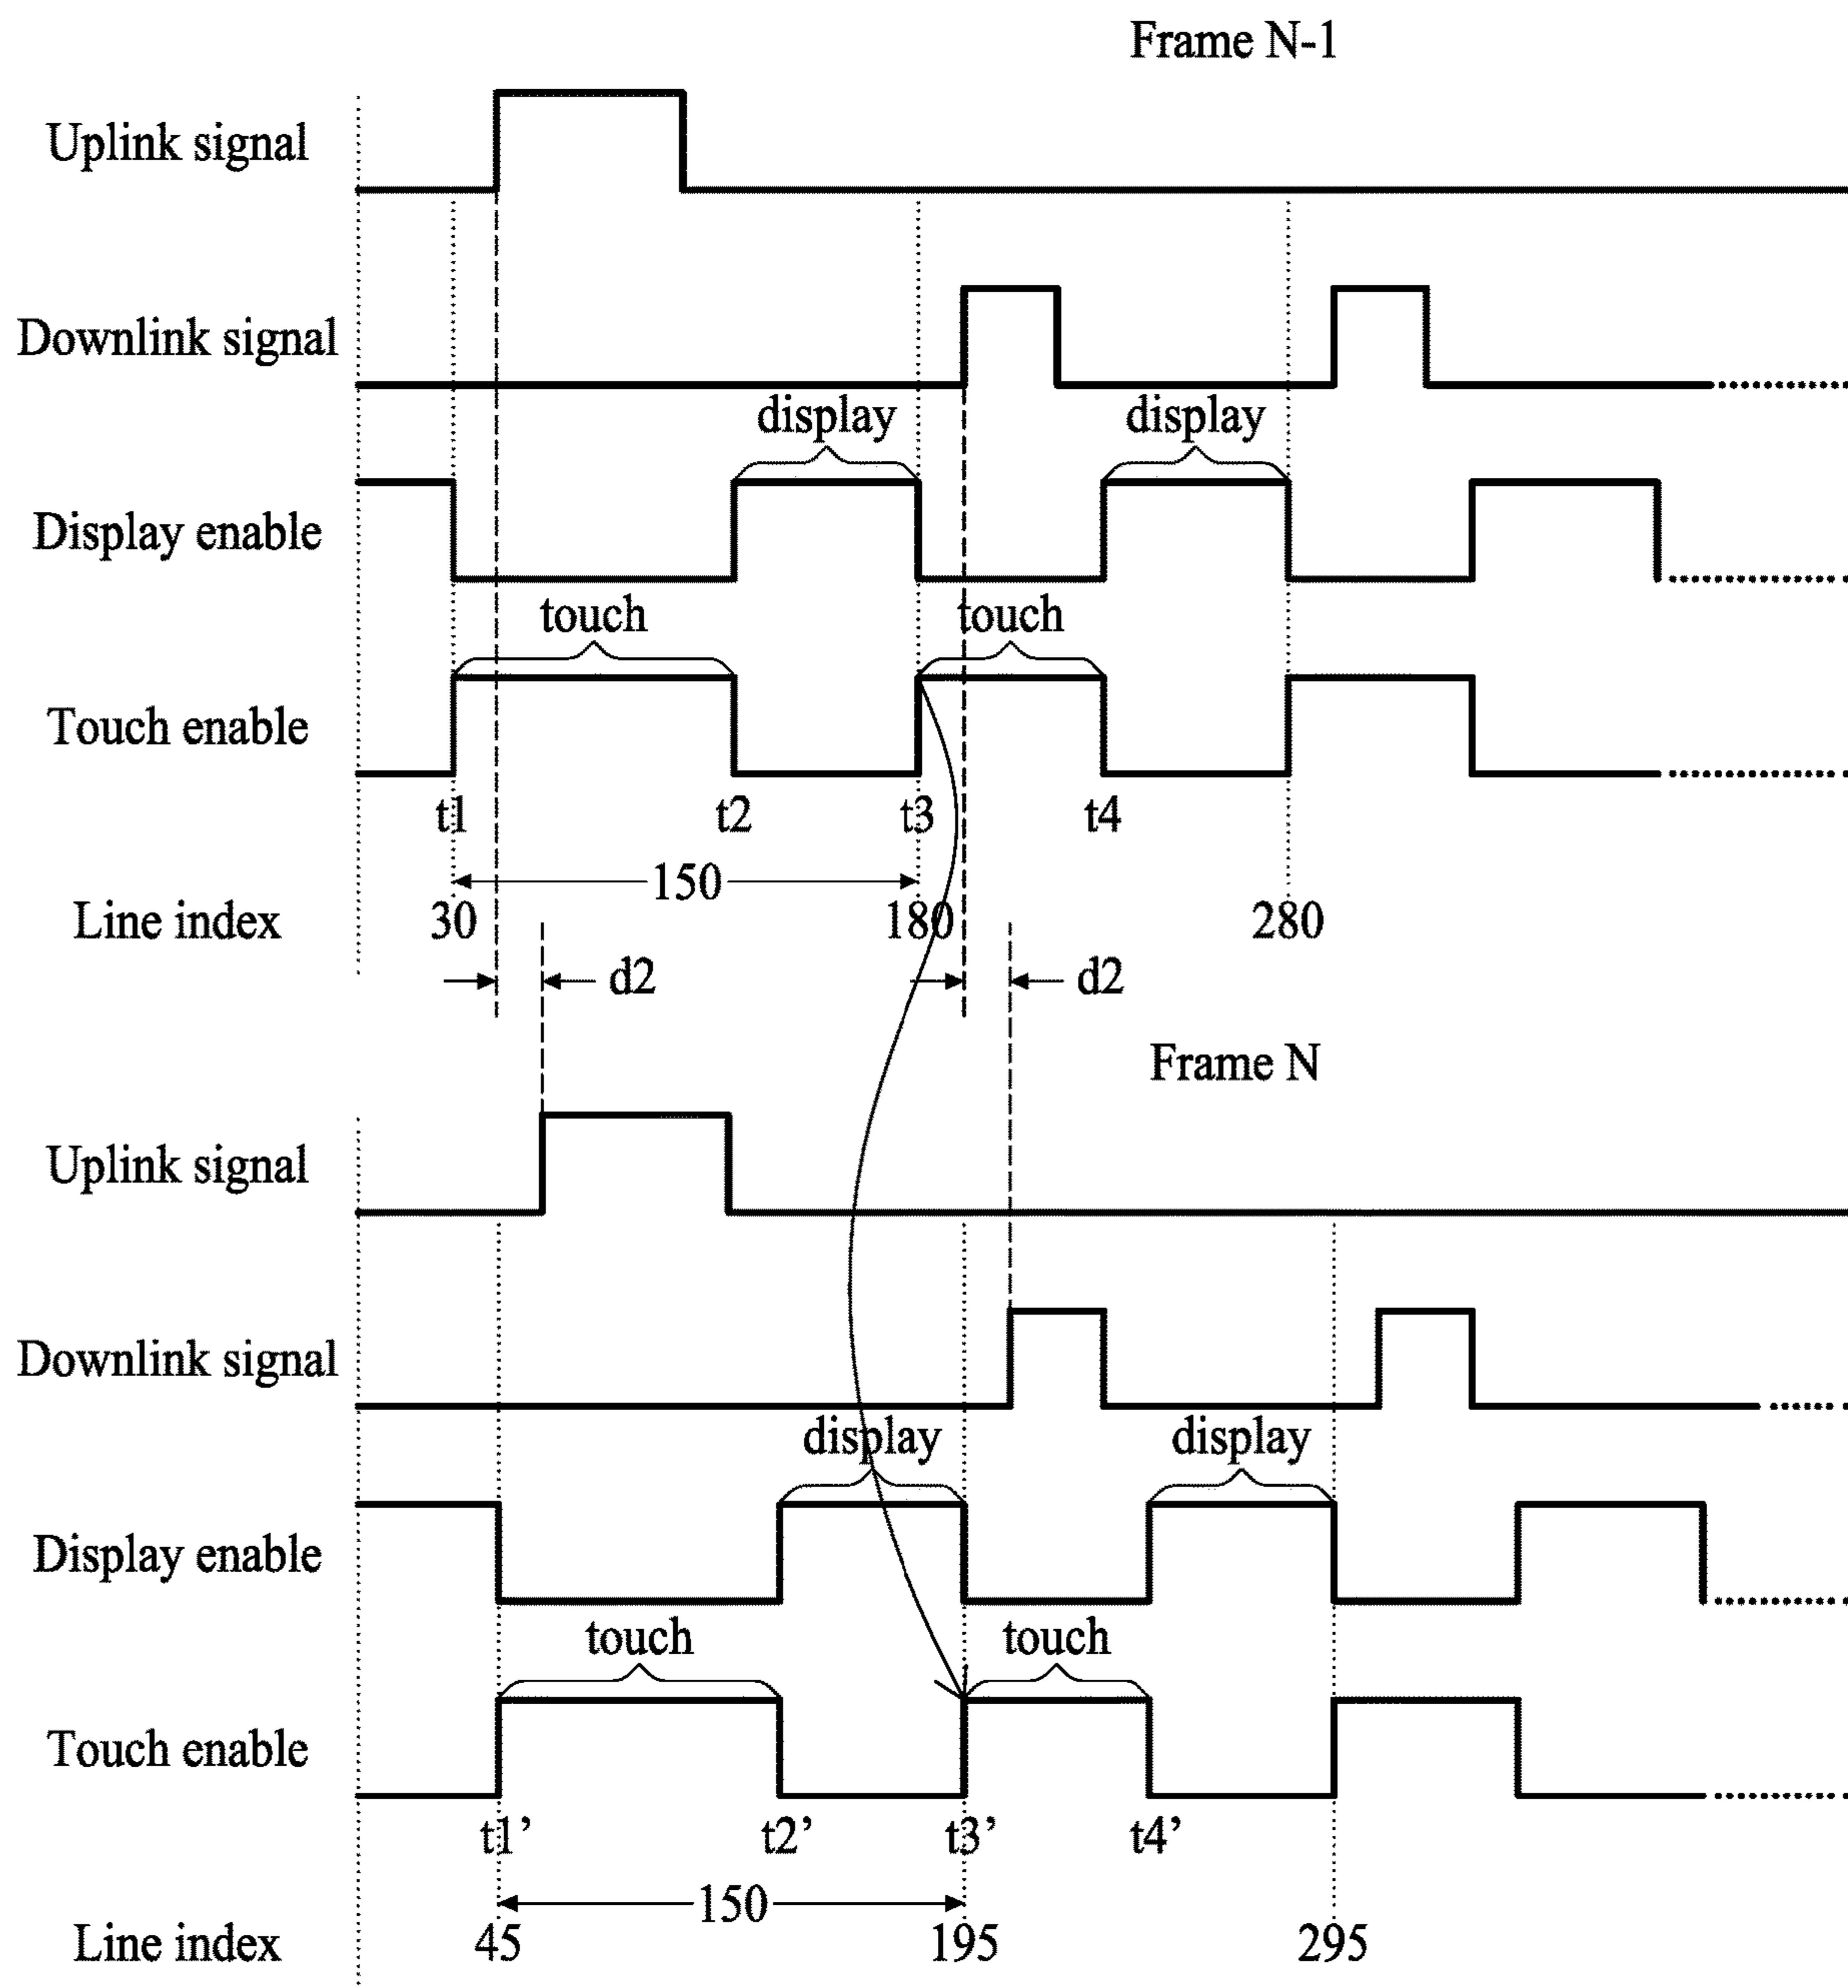 Frame N-1
Uplink signal
Downlink signal
display display
Display enable
touch touch
Touch enable
t1 t2 t3 t4
150
Line index 30 180 280
d2 d2
Frame N
Uplink signal
Downlink signal
display display
Display enable
touch touch
Touch enable
t1’ t2’ t3’ t4’
150
Line index 45 195 295